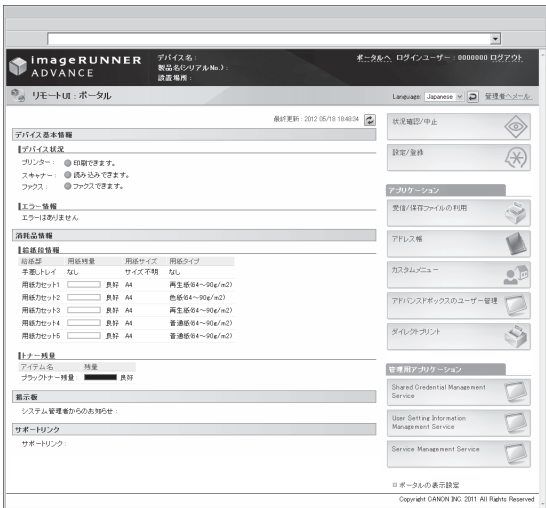 imageRUNNER
ADVANCE
デバイス名 :
製品名(シリアルNo.) :
設置場所 :
ポータルへ ログインユーザー : 0000000 ログアウト
リモートUI : ポータル
Language: Japanese 管理者へメール
最終更新 : 2012 05/18 18:48:34
デバイス基本情報
デバイス状況
プリンター : 印刷できます。
スキャナー : 読み込みできます。
ファクス : ファクスできます。
エラー情報
エラーはありません
消耗品情報
給紙段情報
給紙部 用紙残量 用紙サイズ 用紙タイプ
手差しトレイ なし サイズ不明 なし
用紙カセット1 良好 A4 再生紙(64～90g/m2)
用紙カセット2 良好 A4 色紙(64～90g/m2)
用紙カセット3 良好 A4 再生紙(64～90g/m2)
用紙カセット4 良好 A4 普通紙(64～90g/m2)
用紙カセット5 良好 A4 普通紙(64～90g/m2)
トナー残量
アイテム名 残量
ブラックトナー残量 : 良好
掲示板
システム管理者からのお知らせ :
サポートリンク
サポートリンク :
状況確認/中止
設定/登録
アプリケーション
受信/保存ファイルの利用
アドレス帳
カスタムメニュー
アドバンスドボックスのユーザー管理
ダイレクトプリント
管理用アプリケーション
Shared Credential Management
Service
User Setting Information
Management Service
Service Management Service
ポータルの表示設定
Copyright CANON INC. 2011 All Rights Reserved